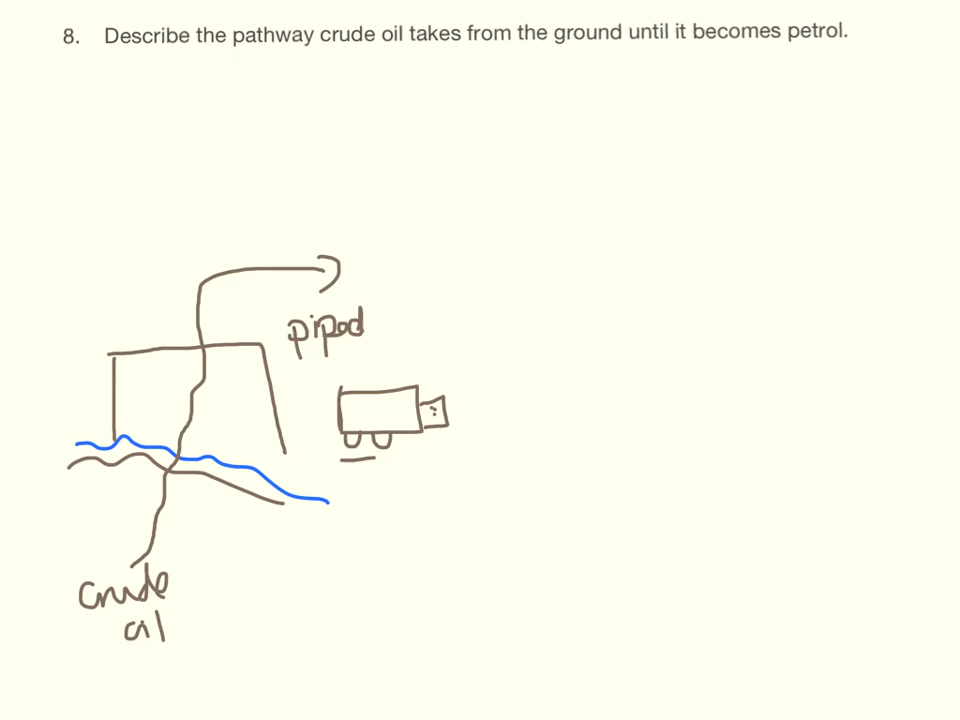 8. Describe the pathway crude oil takes from the ground until it becomes petrol.
piped
crude
oil